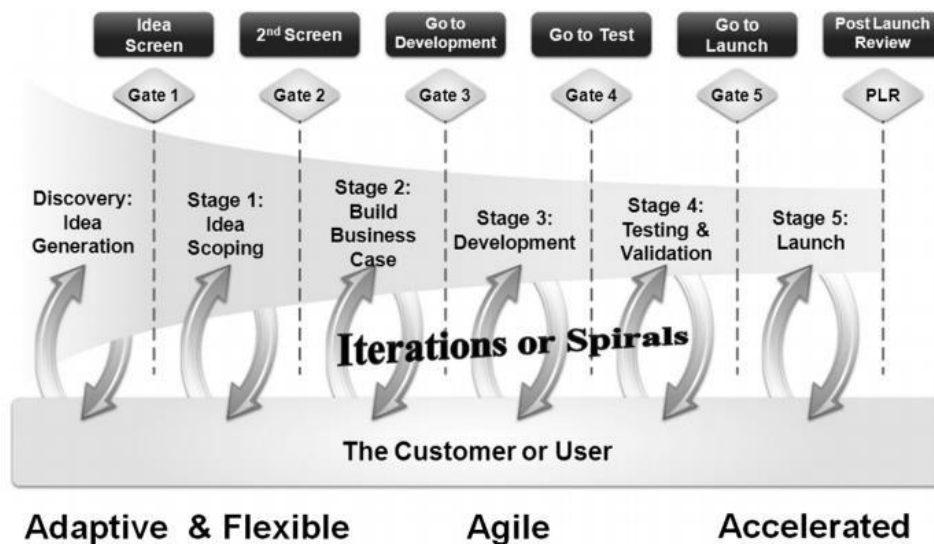 Idea
Screen
2nd Screen
Go to
Development
Go to Test
Go to
Launch
Post Launch
Review
Gate 1
Gate 2
Gate 3
Gate 4
Gate 5
PLR
Discovery:
Idea
Generation
Stage 1:
Idea
Scoping
Stage 2:
Build
Business
Case
Stage 3:
Development
Stage 4:
Testing &
Validation
Stage 5:
Launch
Iterations or Spirals
The Customer or User
Adaptive & Flexible
Agile
Accelerated